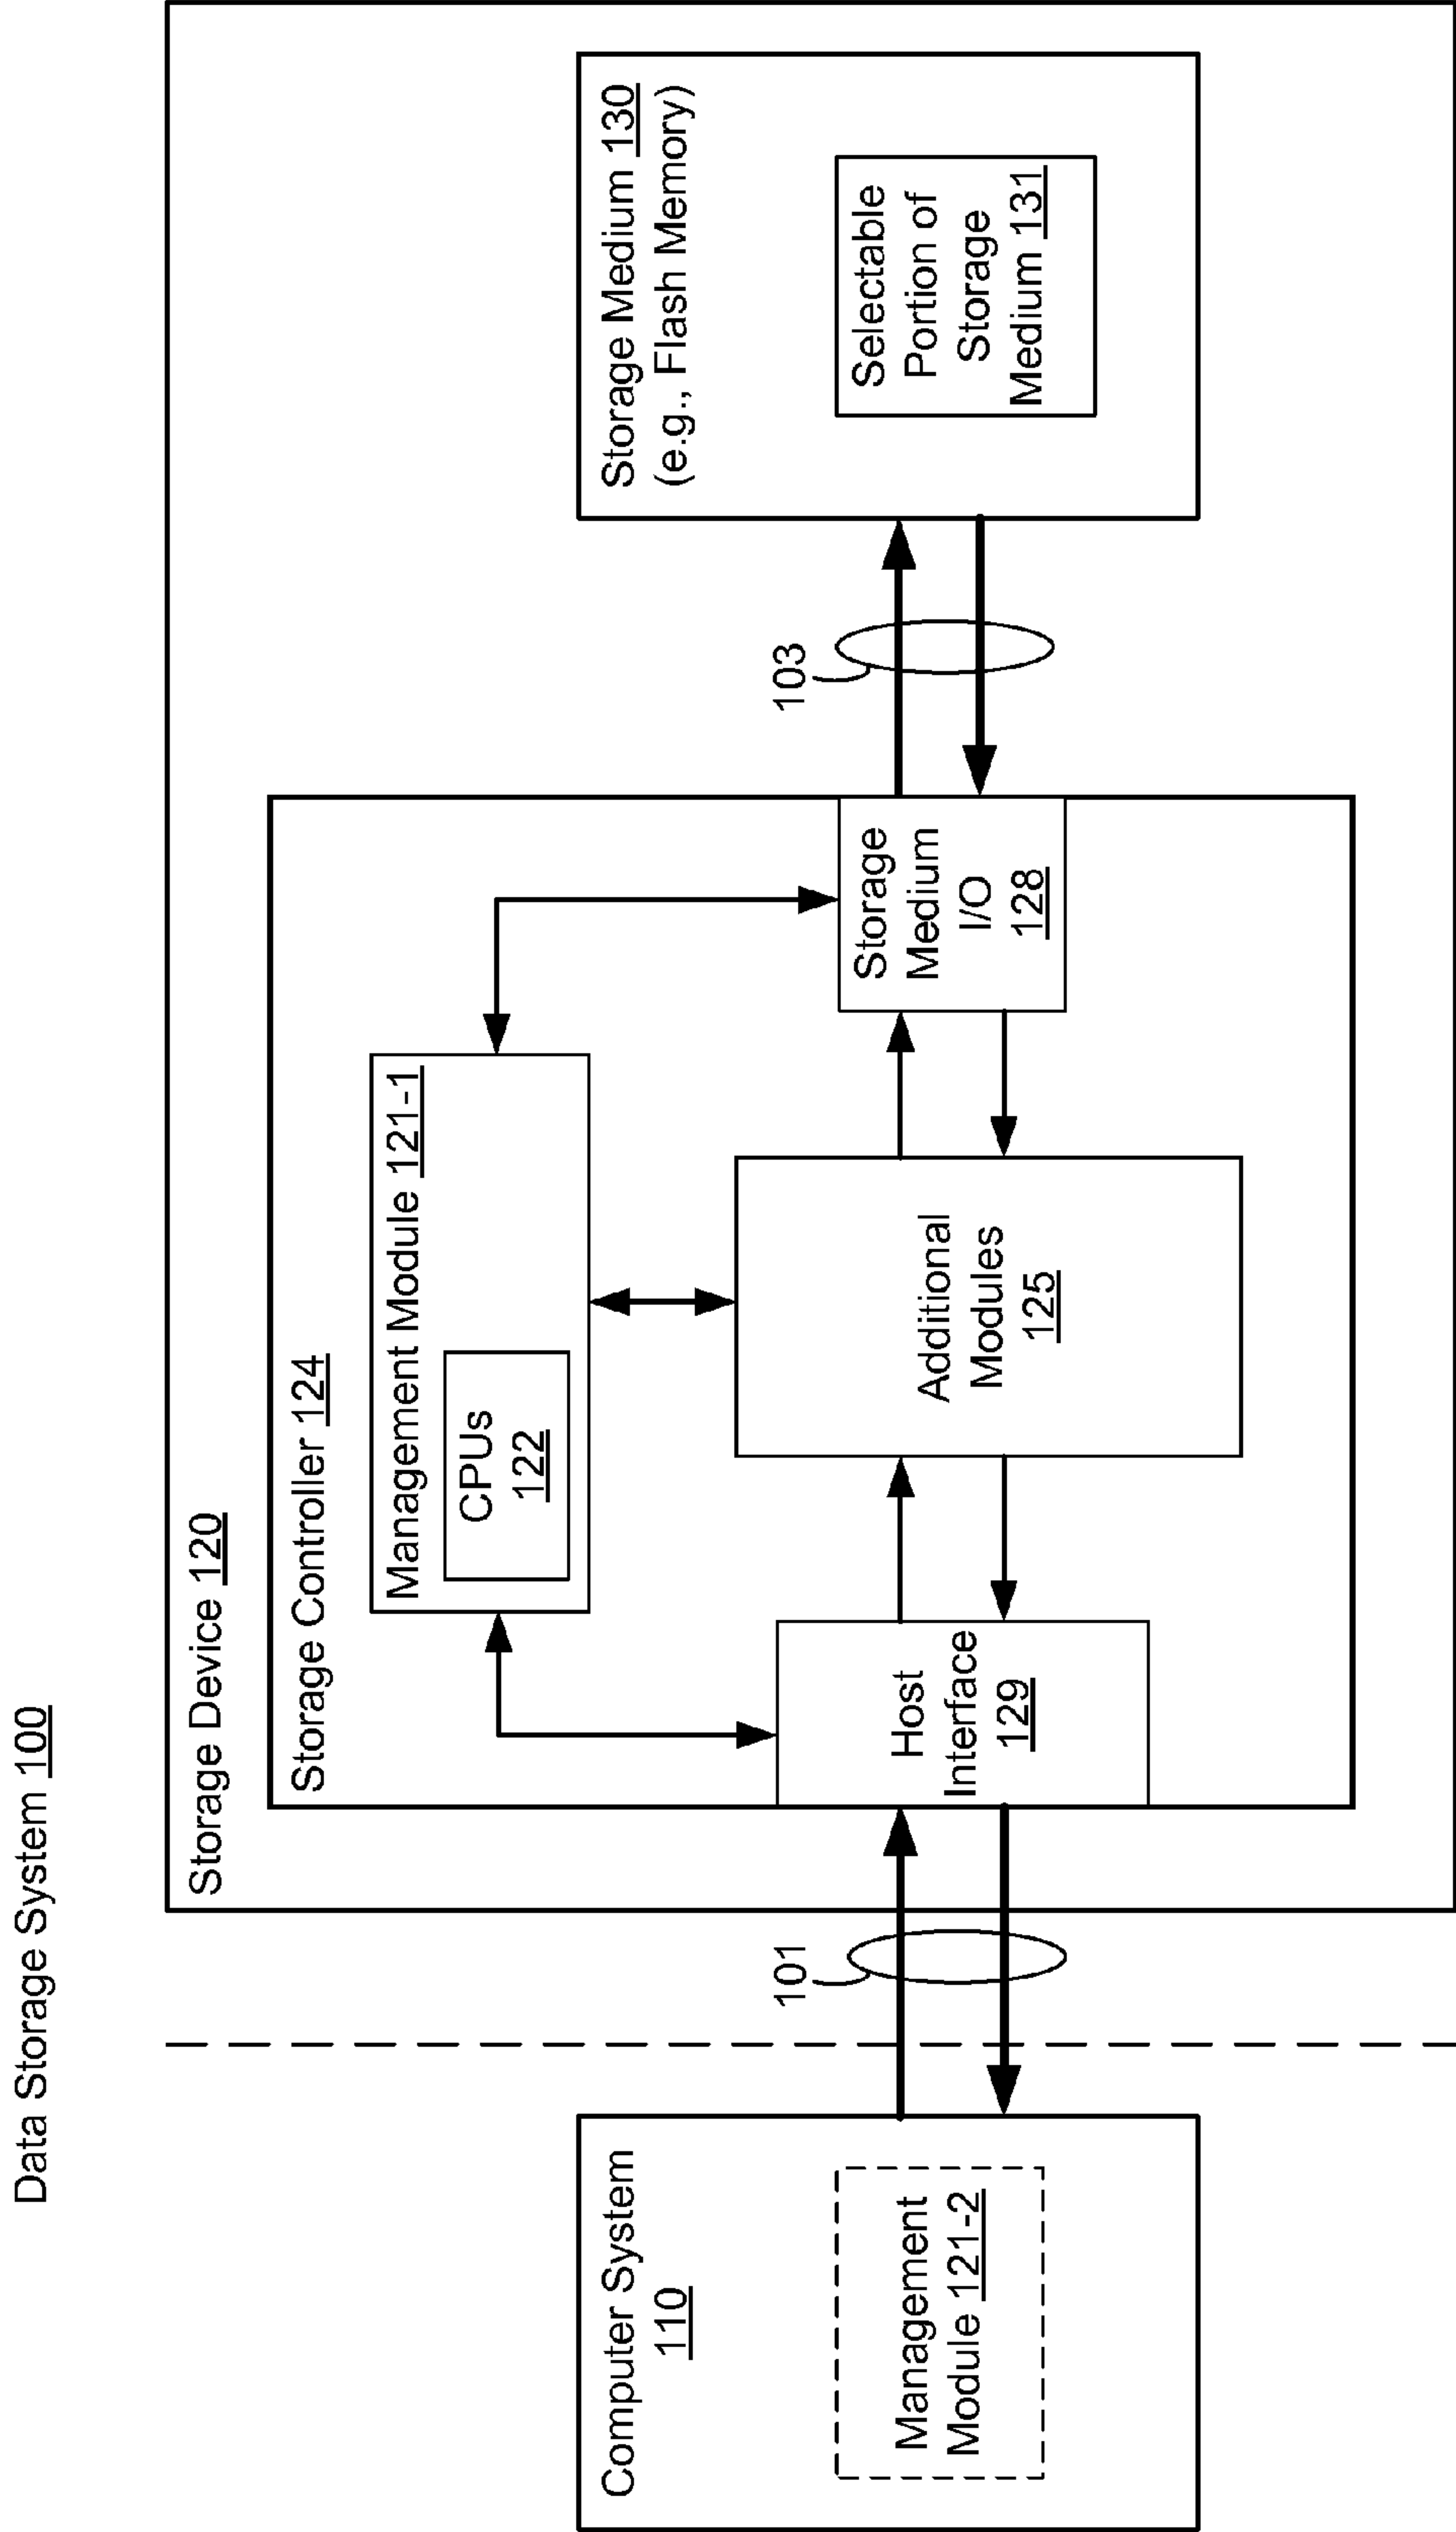 Data Storage System 100
Storage Device 120
Storage Controller 124
Management Module 121-1
CPUs
122
Computer System
110
Management
Module 121-2
101
Host
Interface
129
Additional
Modules
125
Storage
Medium
I/O
128
103
Storage Medium 130
(e.g., Flash Memory)
Selectable
Portion of
Storage
Medium 131